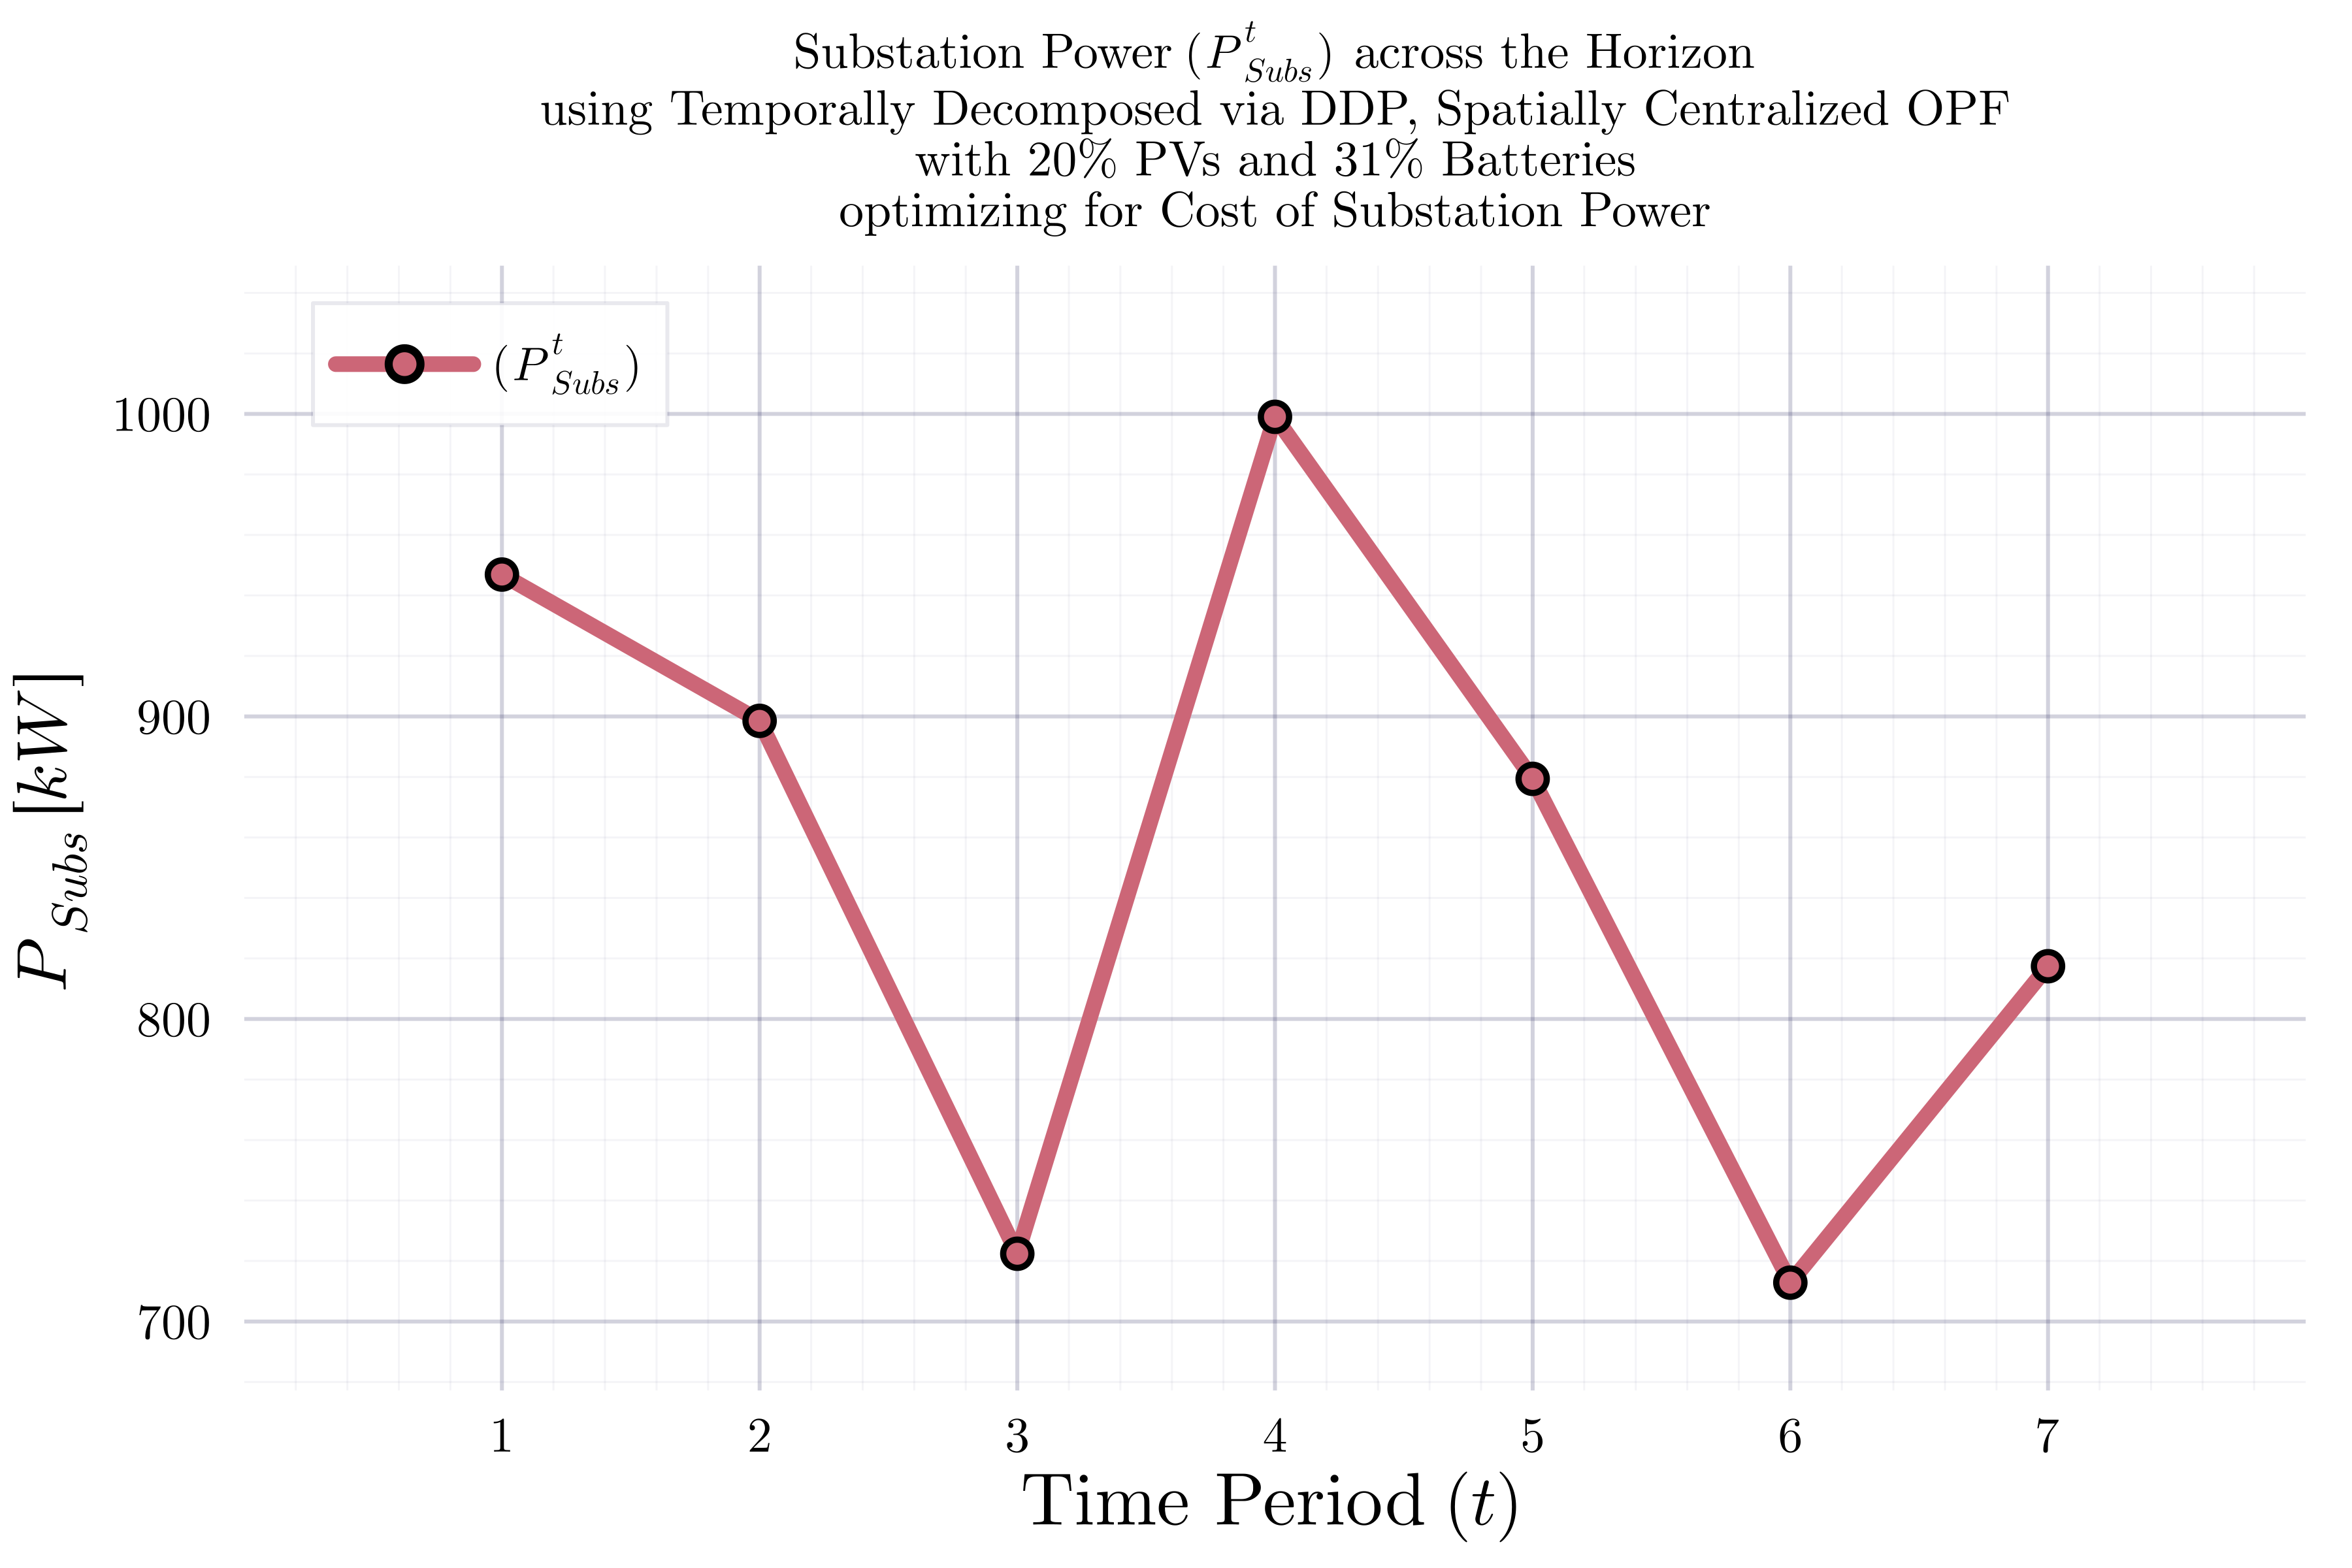 Substation Power (P^t_Subs) across the Horizon
using Temporally Decomposed via DDP, Spatially Centralized OPF
with 20% PVs and 31% Batteries
optimizing for Cost of Substation Power
(P^t_Subs)
1000
900
800
700
P_Subs [kW]
1 2 3 4 5 6 7
Time Period (t)